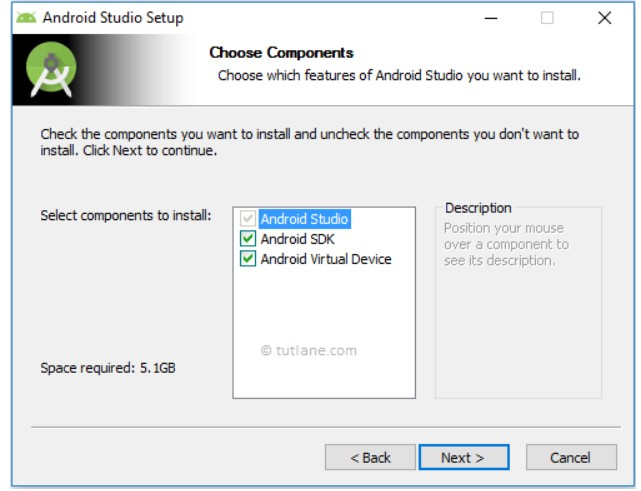 Android Studio Setup
Choose Components
Choose which features of Android Studio you want to install.
Check the components you want to install and uncheck the components you don't want to
install. Click Next to continue.
Select components to install:
Android Studio
Android SDK
Android Virtual Device
Description
Position your mouse
over a component to
see its description.
© tutlane.com
Space required: 5.1GB
< Back
Next >
Cancel